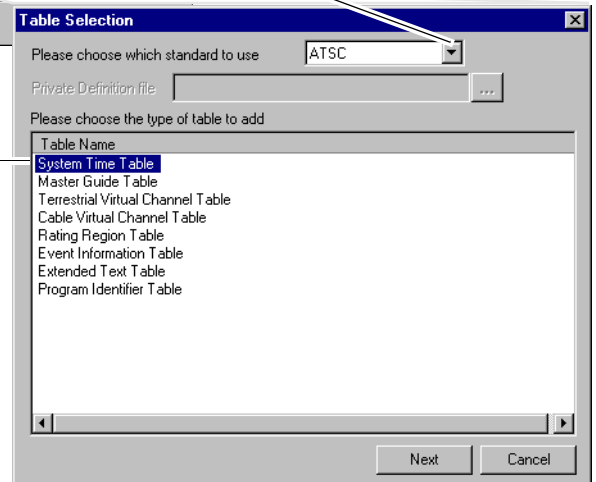 Table Selection
Please choose which standard to use
ATSC
Private Definition file
...
Please choose the type of table to add
Table Name
System Time Table
Master Guide Table
Terrestrial Virtual Channel Table
Cable Virtual Channel Table
Rating Region Table
Event Information Table
Extended Text Table
Program Identifier Table
Next
Cancel